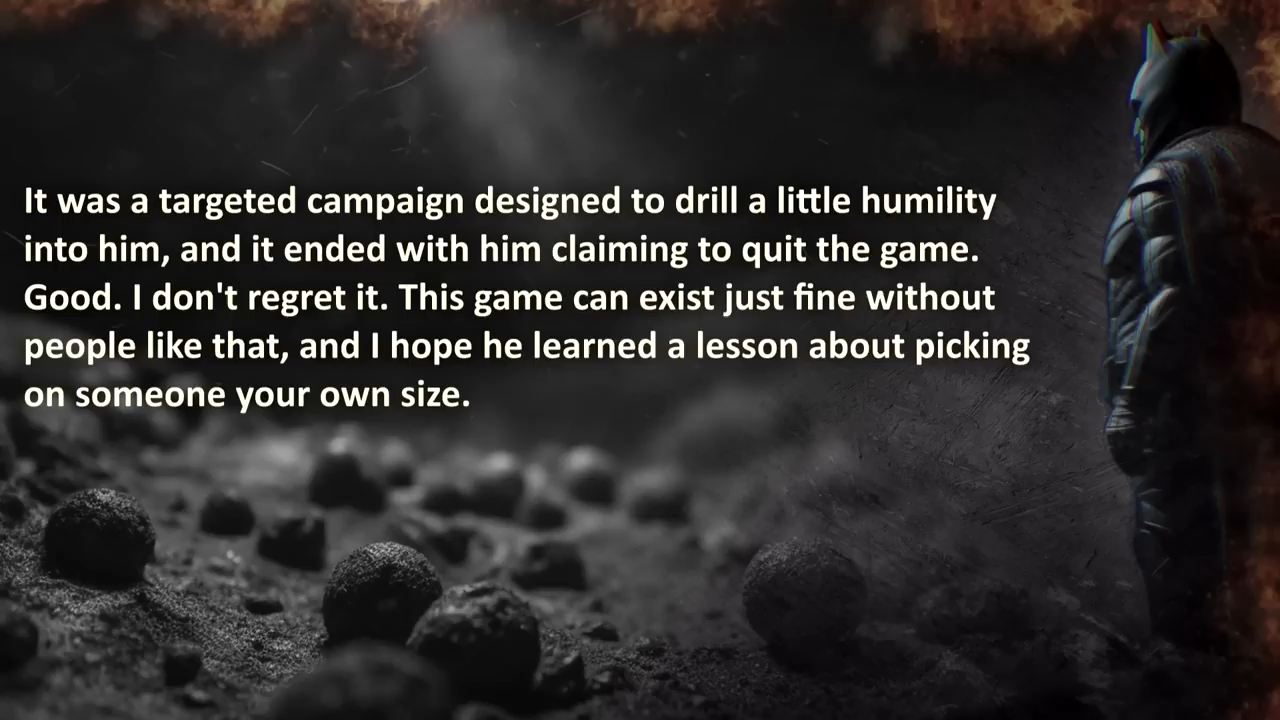 It was a targeted campaign designed to drill a little humility
into him, and it ended with him claiming to quit the game.
Good. I don't regret it. This game can exist just fine without
people like that, and I hope he learned a lesson about picking
on someone your own size.